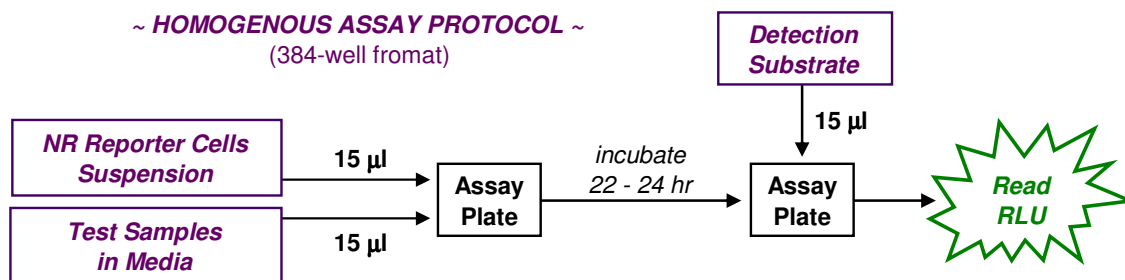 ~ HOMOGENOUS ASSAY PROTOCOL ~
(384-well fromat)
Detection
Substrate
NR Reporter Cells
Suspension
15 µl
15 µl
incubate
22 - 24 hr
Assay
Plate
Assay
Plate
Read
RLU
Test Samples
in Media
15 µl